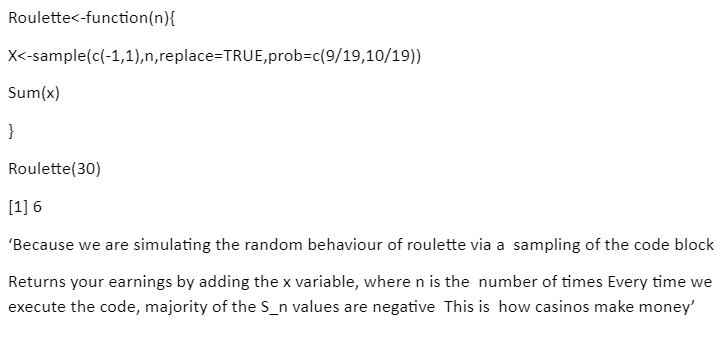 Roulette<-function(n){
X<-sample(c(-1,1),n,replace=TRUE,prob=c(9/19,10/19))
Sum(x)
}
Roulette(30)
[1] 6
‘Because we are simulating the random behaviour of roulette via a sampling of the code block
Returns your earnings by adding the x variable, where n is the number of times Every time we
execute the code, majority of the S_n values are negative This is how casinos make money’